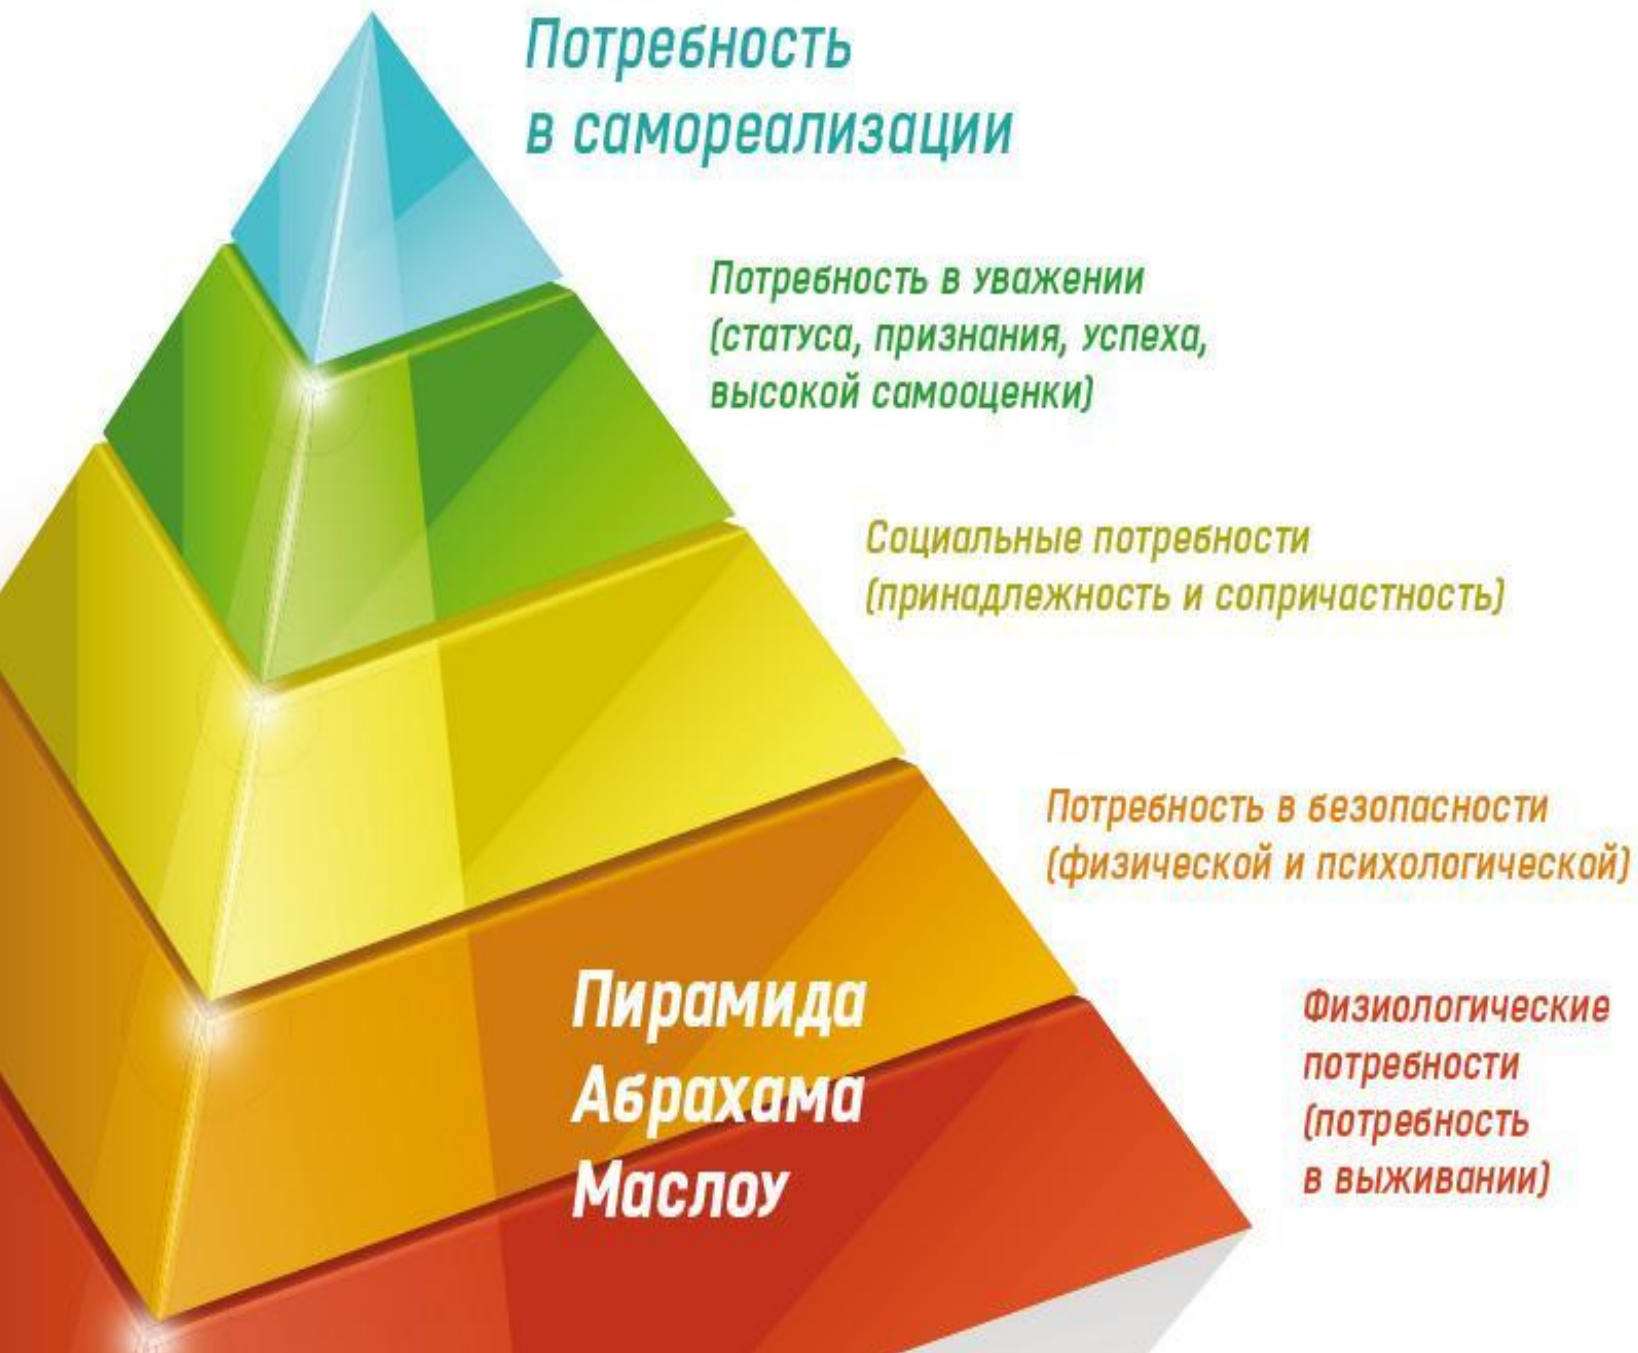 Потребность
в самореализации
Потребность в уважении
(статуса, признания, успеха,
высокой самооценки)
Социальные потребности
(принадлежность и сопричастность)
Потребность в безопасности
(физической и психологической)
Пирамида
Абрахама
Маслоу
Физиологические
потребности
(потребность
в выживании)